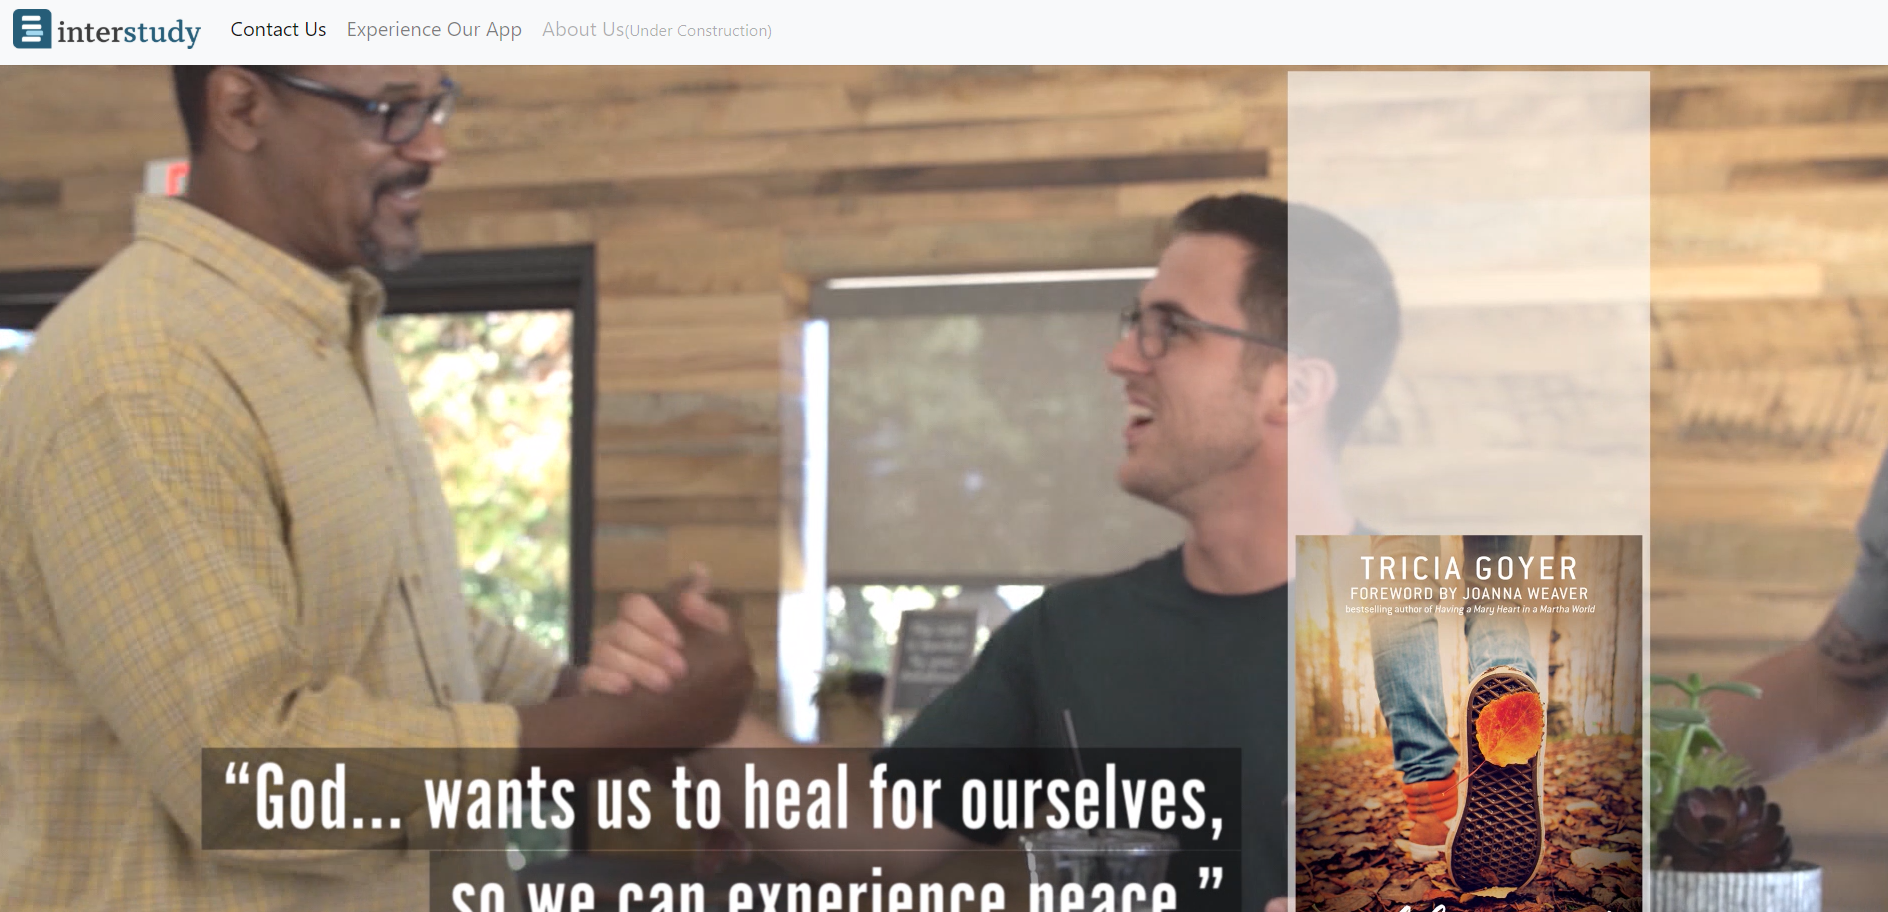 interstudy Contact Us Experience Our App About Us(Under Construction)
TRICIA GOYER
FOREWORD BY JOANNA WEAVER
bestselling author of Having a Mary Heart in a Martha World
“God... wants us to heal for ourselves,
so we can experience peace.”